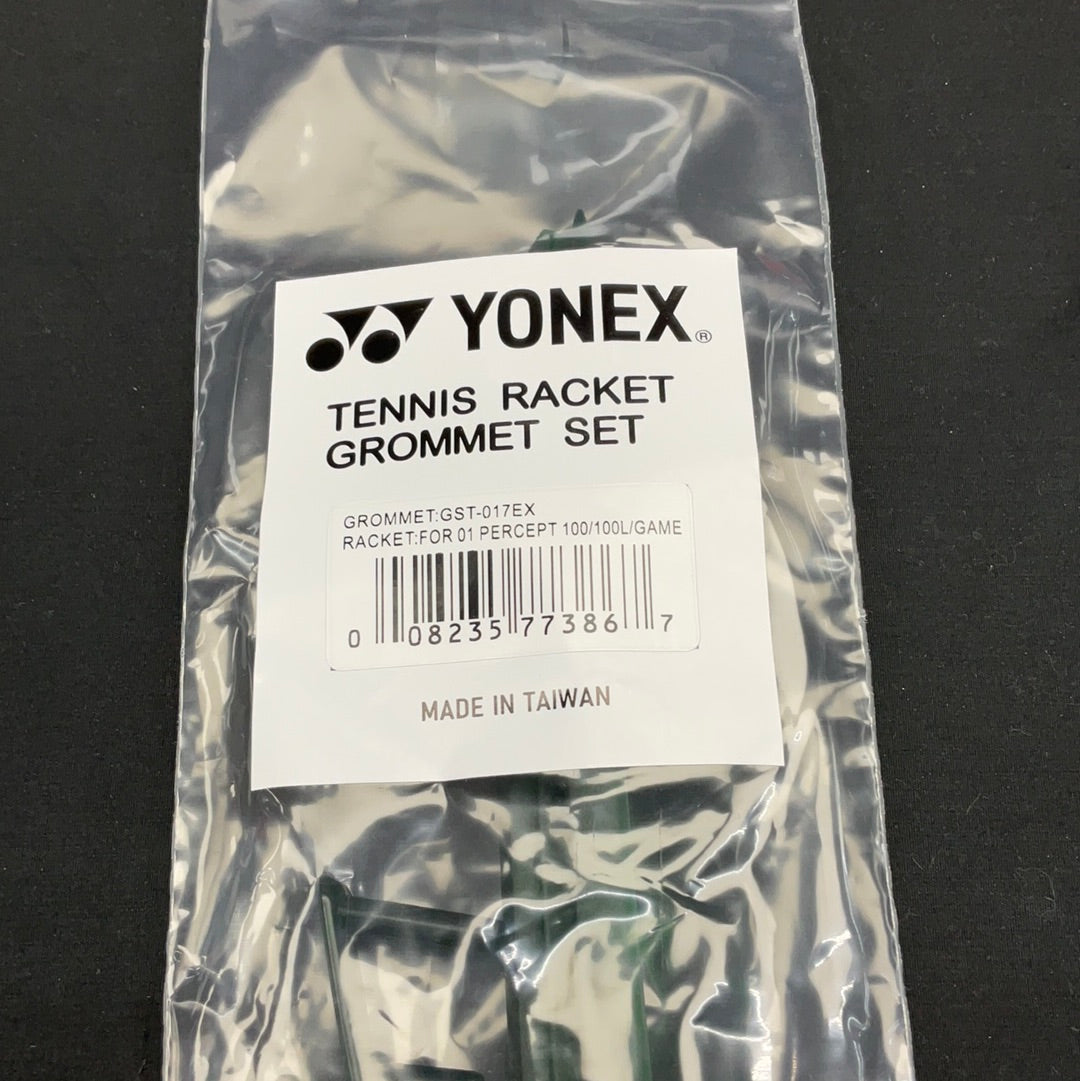 YONEX®
TENNIS RACKET
GROMMET SET
GROMMET:GST-017EX
RACKET:FOR 01 PERCEPT 100/100L/GAME
0 08235 77386 7
MADE IN TAIWAN